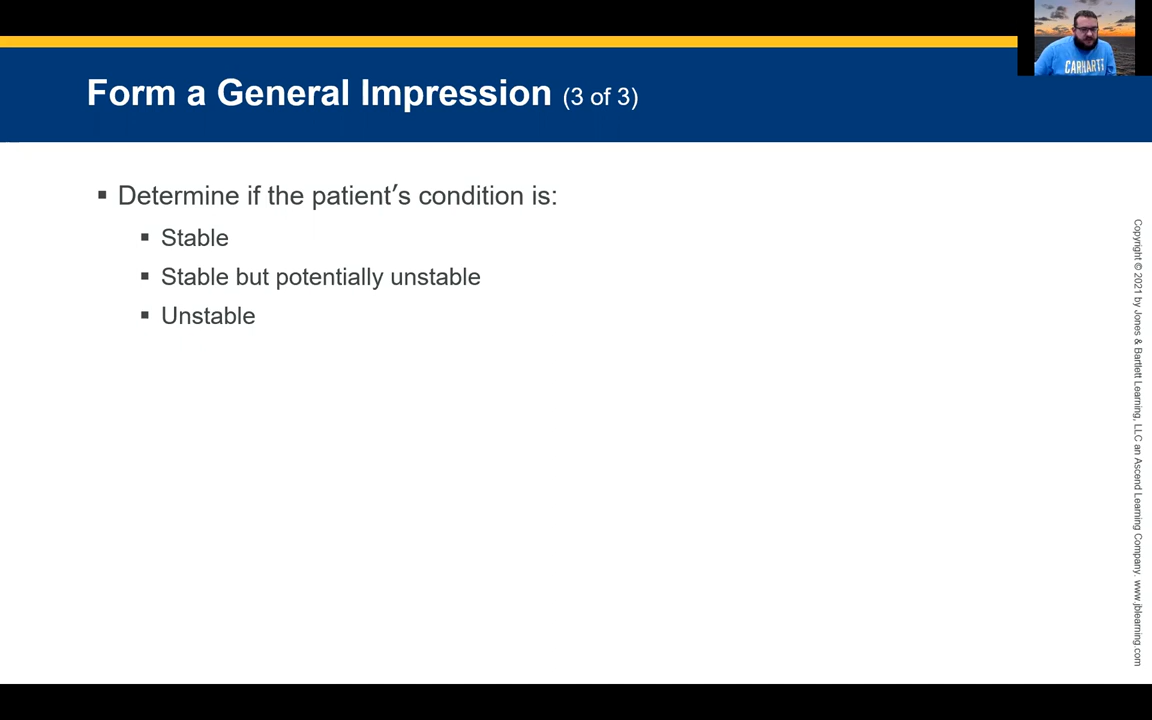 Form a General Impression (3 of 3)
Determine if the patient’s condition is:
Stable
Stable but potentially unstable
Unstable
CARHARTT
Copyright © 2021 by Jones & Bartlett Learning, LLC an Ascend Learning Company. www.jblearning.com